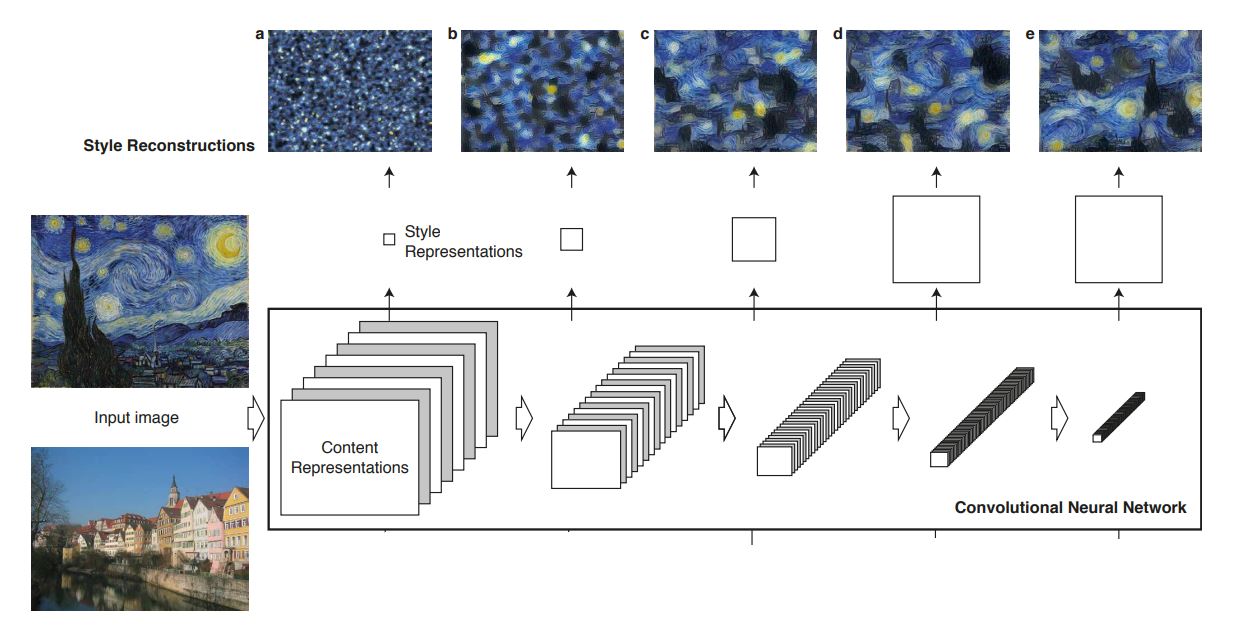 a
b
c
d
e
Style Reconstructions
Style
Representations
Input image
Content
Representations
Convolutional Neural Network